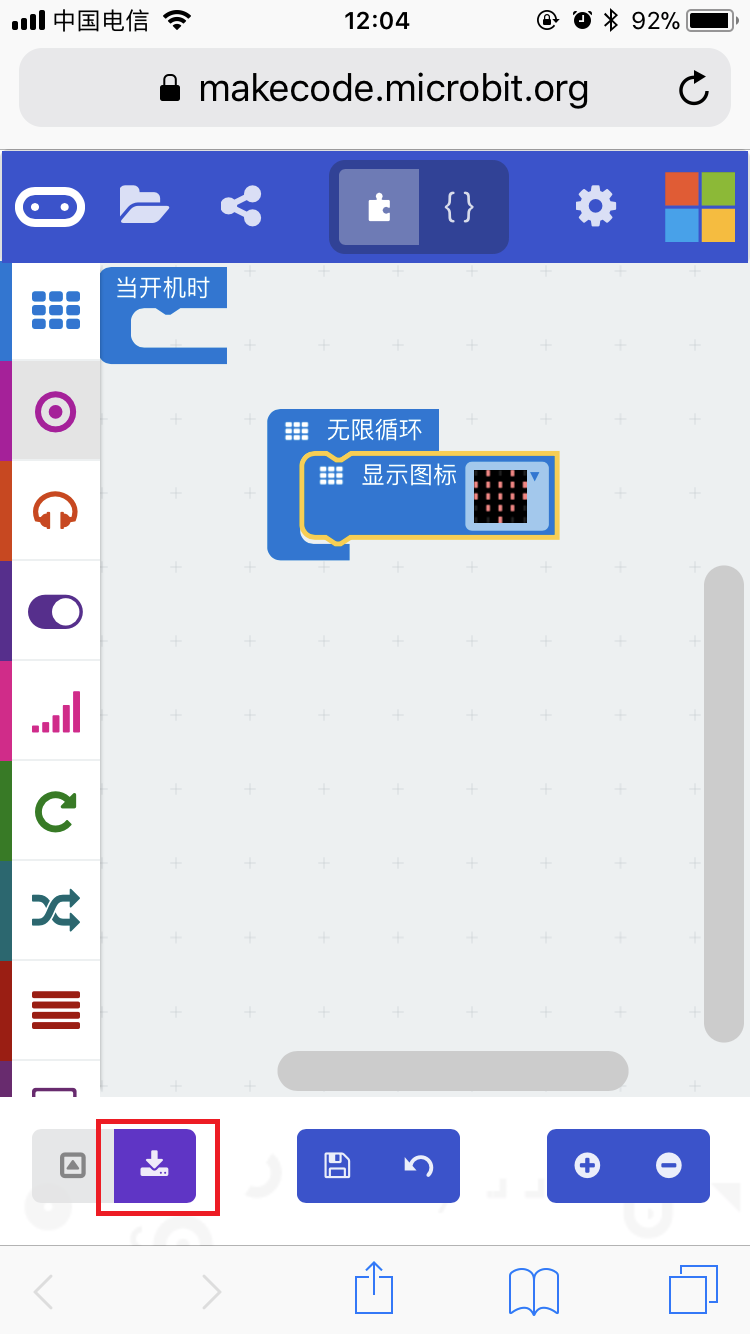 中国电信
12:04
92%
makecode.microbit.org
{ }
当开机时
无限循环
显示图标